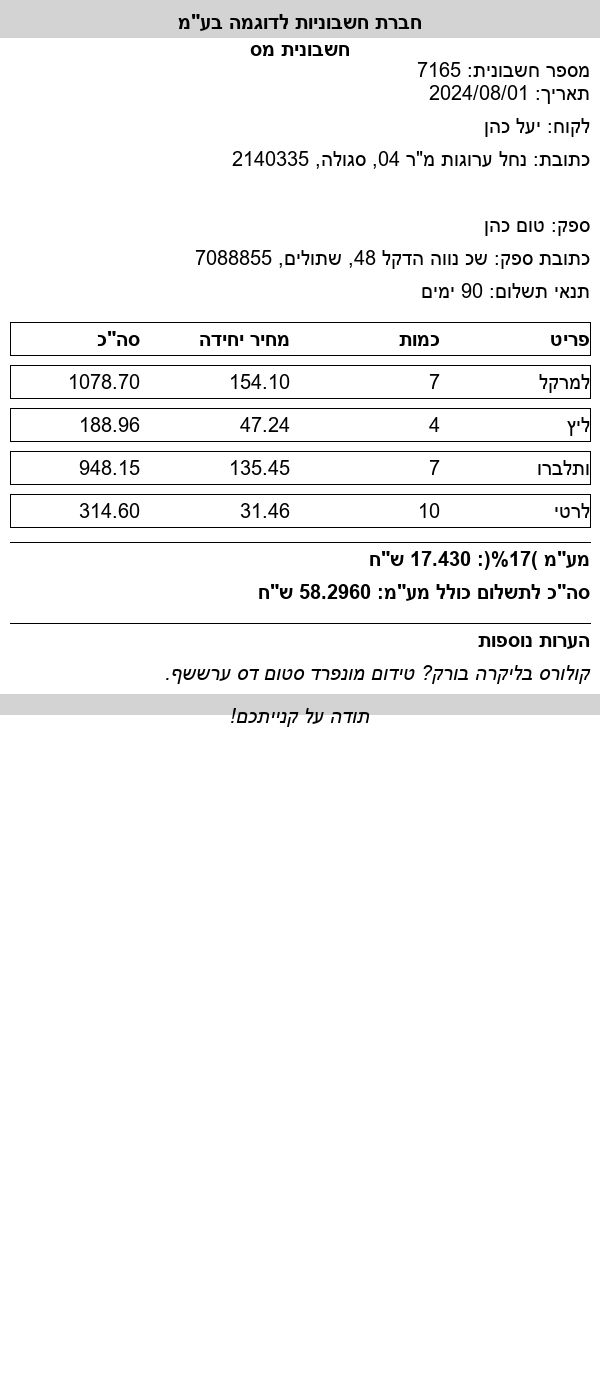 חברת חשבוניות לדוגמה בע"מ
חשבונית מס
מספר חשבונית: 7165
תאריך: 2024/08/01
לקוח: יעל כהן
כתובת: נחל ערוגות מ"ר 04, סגולה, 2140335
ספק: טום כהן
כתובת ספק: שכ נווה הדקל 48, שתולים, 7088855
תנאי תשלום: 90 ימים
פריט כמות מחיר יחידה סה"כ
למרקל 7 154.10 1078.70
ליץ 4 47.24 188.96
ותלברו 7 135.45 948.15
לרטי 10 31.46 314.60
מע"מ )17%(: 17.430 ש"ח
סה"כ לתשלום כולל מע"מ: 58.2960 ש"ח
הערות נוספות
קולורס בליקרה בורק? טידום מונפרד סטום דס ערששף.
תודה על קנייתכם!